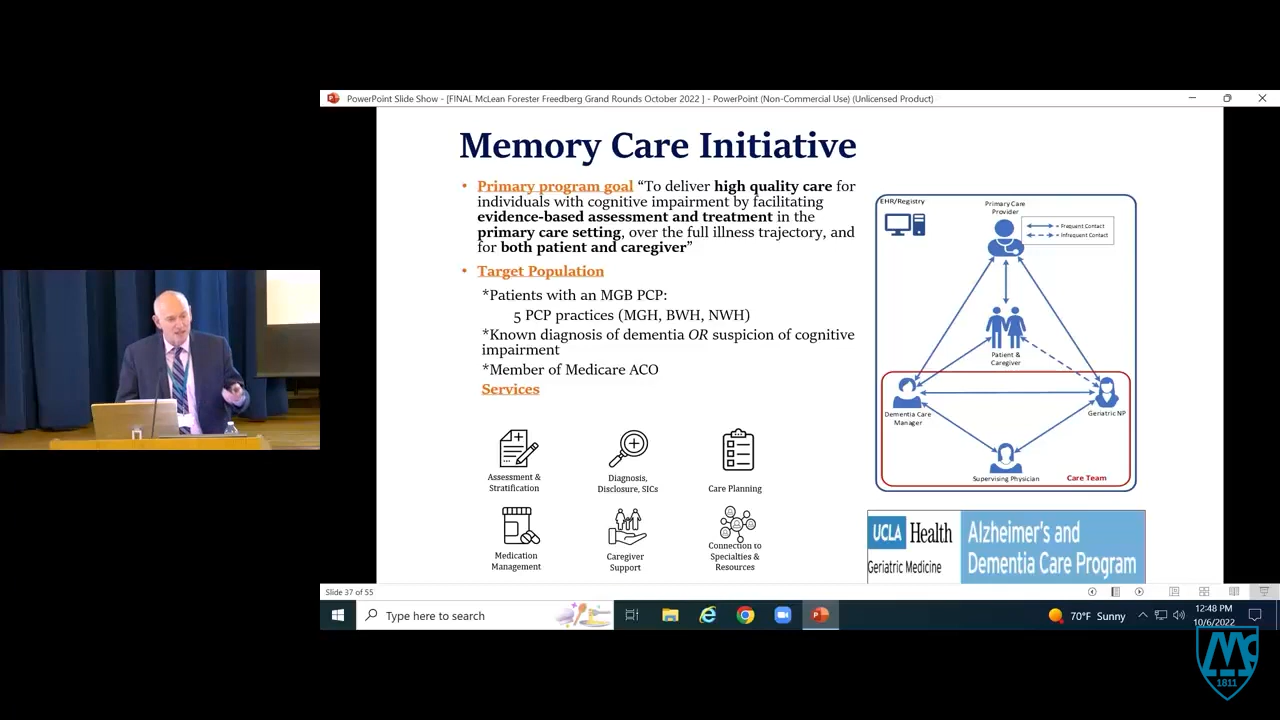 PowerPoint Slide Show - [FINAL McLean Forester Freedberg Grand Rounds October 2022 ] - PowerPoint (Non-Commercial Use) (Unlicensed Product)
Memory Care Initiative
• Primary program goal “To deliver high quality care for
individuals with cognitive impairment by facilitating
evidence-based assessment and treatment in the
primary care setting, over the full illness trajectory, and
for both patient and caregiver”
• Target Population
*Patients with an MGB PCP:
5 PCP practices (MGH, BWH, NWH)
*Known diagnosis of dementia OR suspicion of cognitive
impairment
*Member of Medicare ACO
Services
Assessment &
Stratification
Diagnosis,
Disclosure, SICs
Care Planning
Medication
Management
Caregiver
Support
Connection to
Specialties &
Resources
EHR/Registry
Primary Care
Provider
= Frequent Contact
= Infrequent Contact
Patient &
Caregiver
Dementia Care
Manager
Geriatric NP
Supervising Physician
Care Team
UCLA Health
Geriatric Medicine
Alzheimer's and
Dementia Care Program
Slide 37 of 55
Type here to search
70°F Sunny
12:48 PM
10/6/2022
1811